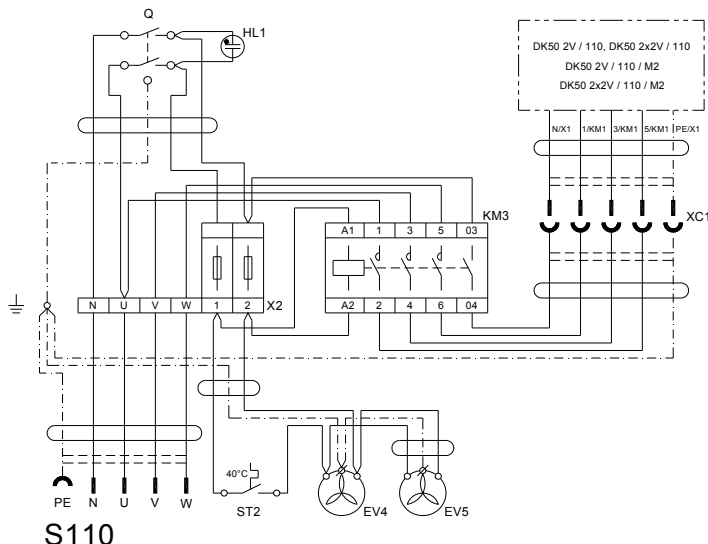 Q
HL1
DK50 2V / 110, DK50 2x2V / 110
DK50 2V / 110 / M2
DK50 2x2V / 110 / M2
N/X1 1/KM1 3/KM1 5/KM1 PE/X1
XC1
KM3
A1 1 3 5 03
A2 2 4 6 04
N U V W 1 2 X2
40°C
ST2 EV4 EV5
PE N U V W
S110